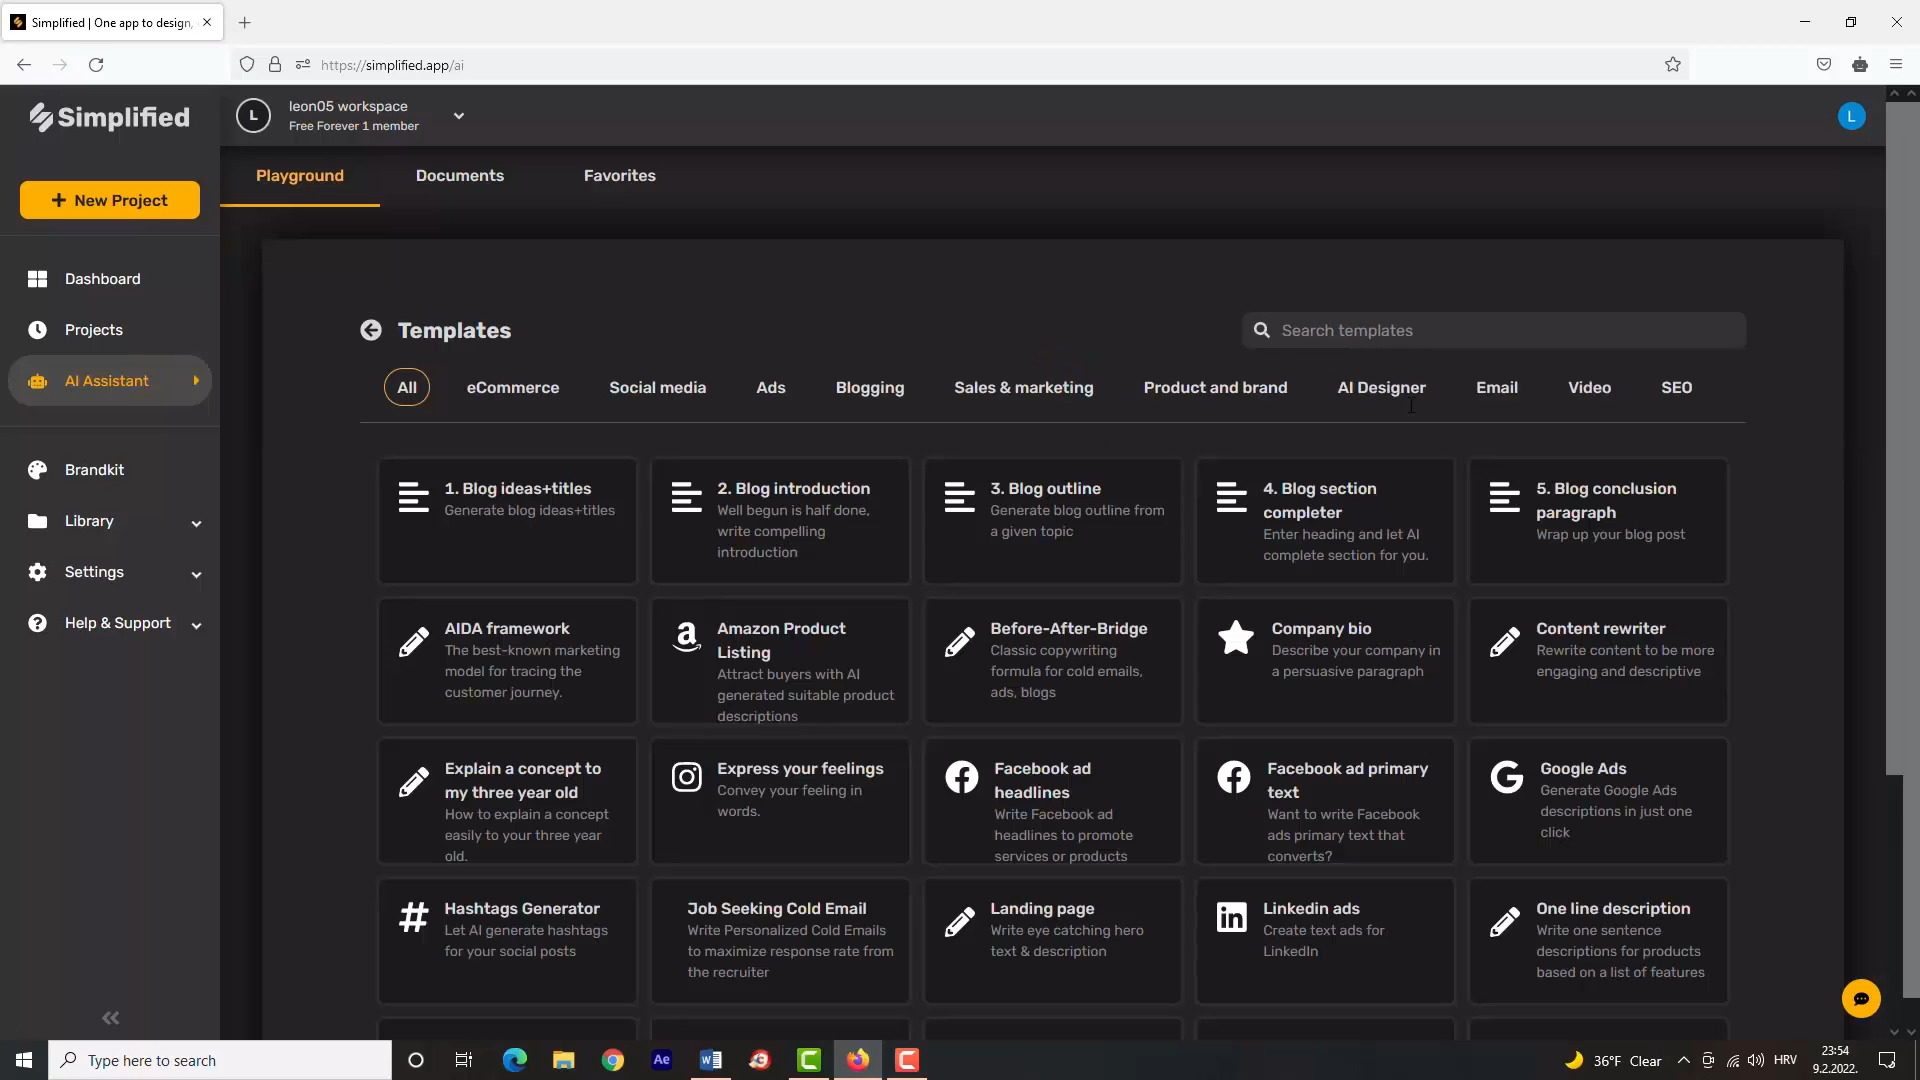 Simplified | One app to design,
https://simplified.app/ai
Simplified
L
leon05 workspace
Free Forever 1 member
L
New Project
Dashboard
Projects
AI Assistant
Brandkit
Library
Settings
Help & Support
Playground
Documents
Favorites
Templates
Search templates
All
eCommerce
Social media
Ads
Blogging
Sales & marketing
Product and brand
AI Designer
Email
Video
SEO
1. Blog ideas+titles
Generate blog ideas+titles
2. Blog introduction
Well begun is half done,
write compelling
introduction
3. Blog outline
Generate blog outline from
a given topic
4. Blog section
completer
Enter heading and let AI
complete section for you.
5. Blog conclusion
paragraph
Wrap up your blog post
AIDA framework
The best-known marketing
model for tracing the
customer journey.
Amazon Product
Listing
Attract buyers with AI
generated suitable product
descriptions
Before-After-Bridge
Classic copywriting
formula for cold emails,
ads, blogs
Company bio
Describe your company in
a persuasive paragraph
Content rewriter
Rewrite content to be more
engaging and descriptive
Explain a concept to
my three year old
How to explain a concept
easily to your three year
old.
Express your feelings
Convey your feeling in
words.
Facebook ad
headlines
Write Facebook ad
headlines to promote
services or products
Facebook ad primary
text
Want to write Facebook
ads primary text that
converts?
Google Ads
Generate Google Ads
descriptions in just one
click
Hashtags Generator
Let AI generate hashtags
for your social posts
Job Seeking Cold Email
Write Personalized Cold Emails
to maximize response rate from
the recruiter
Landing page
Write eye catching hero
text & description
Linkedin ads
Create text ads for
LinkedIn
One line description
Write one sentence
descriptions for products
based on a list of features
Type here to search
Ae
36°F Clear
HRV
23:54
9.2.2022.